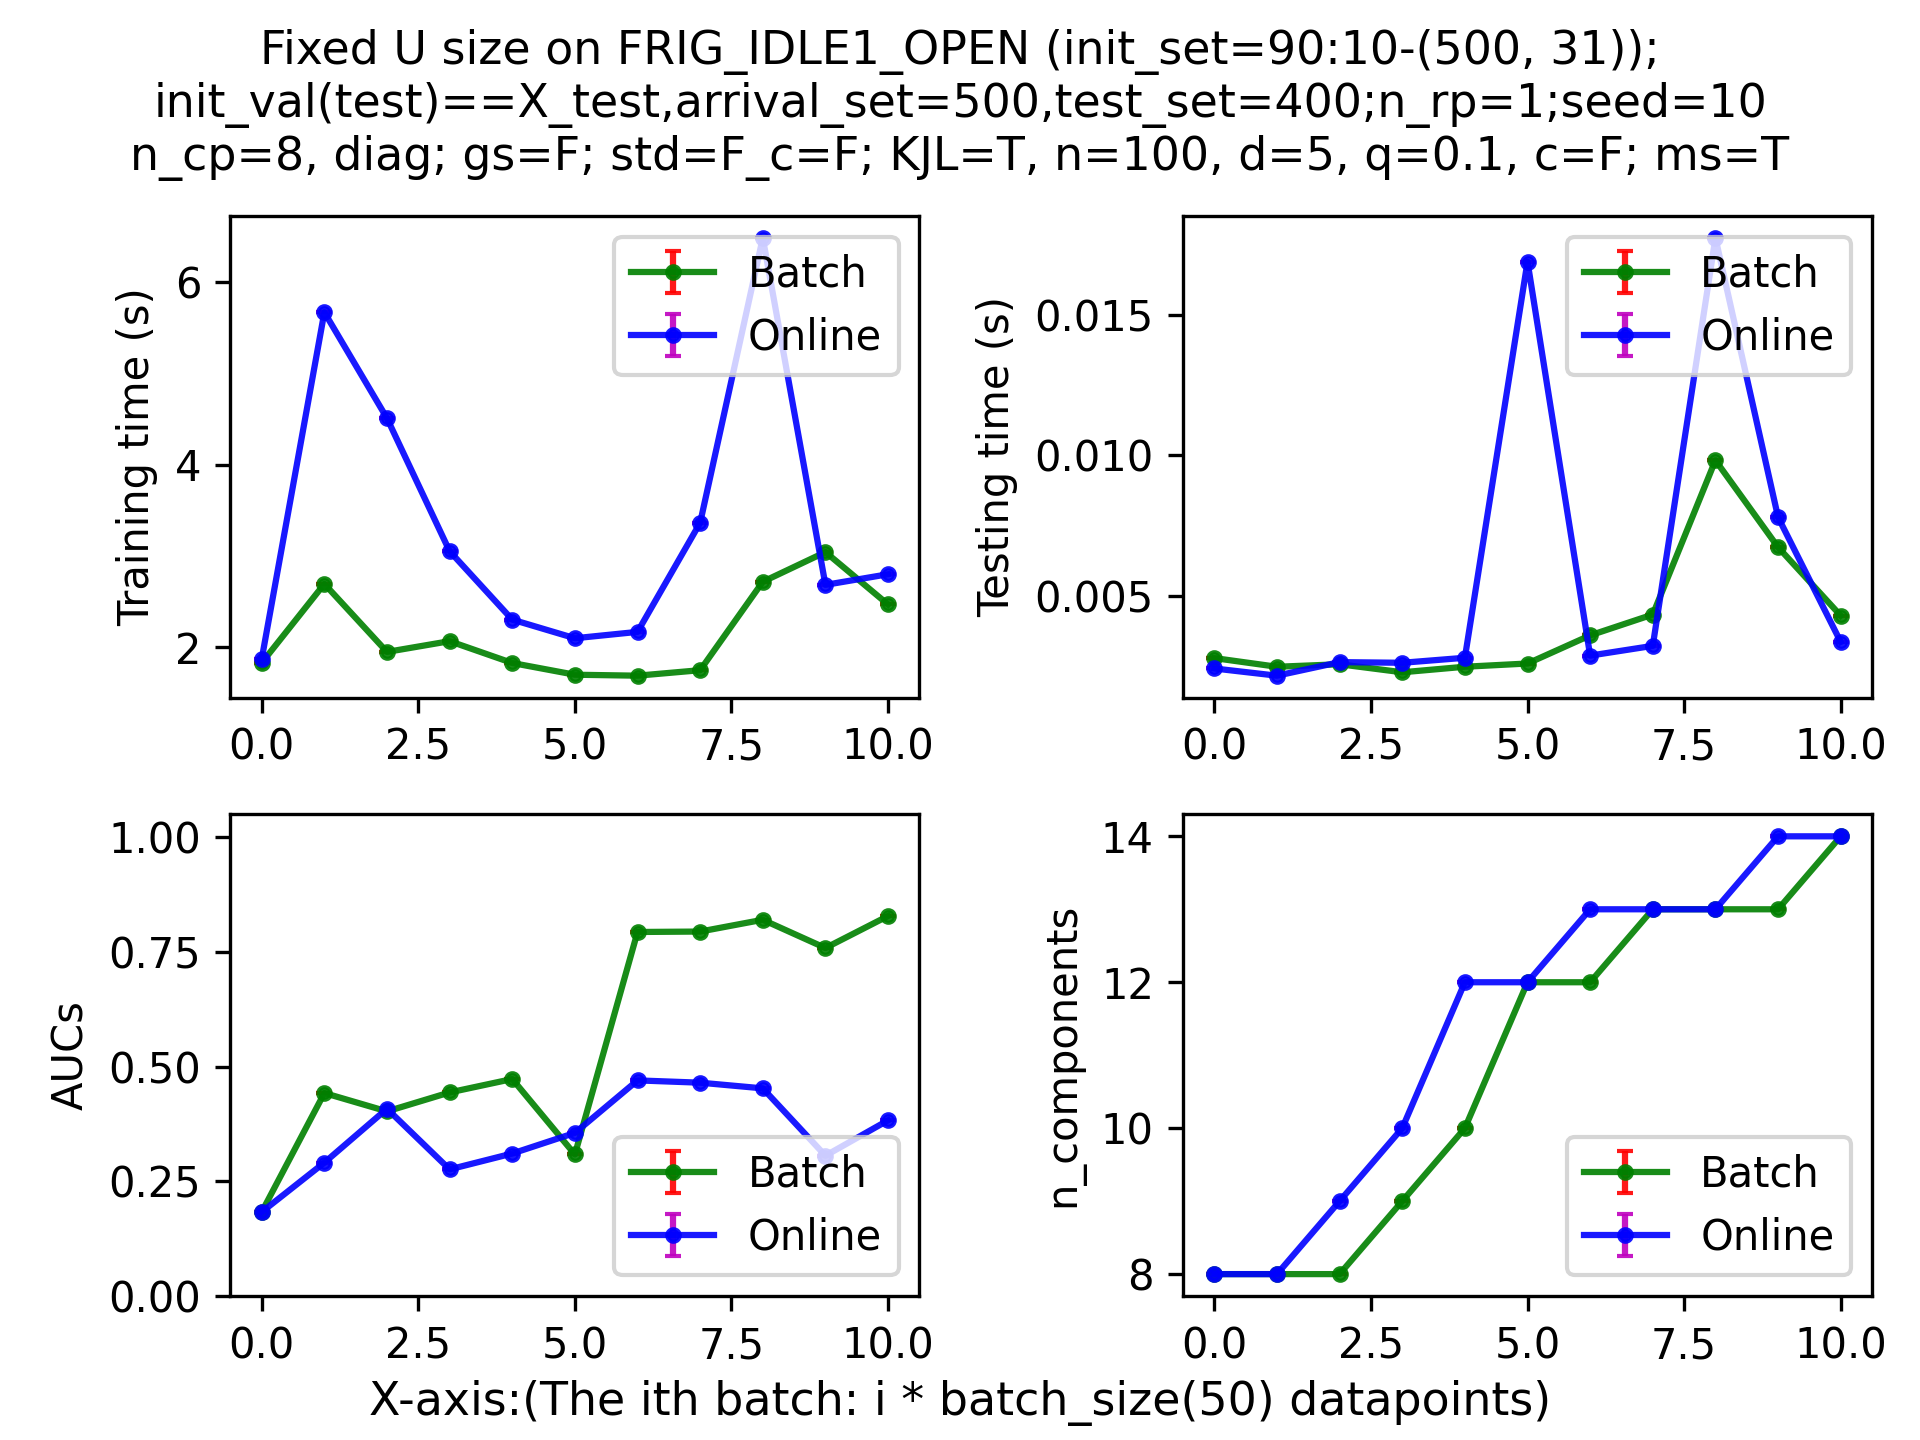 Fixed U size on FRIG_IDLE1_OPEN (init_set=90:10-(500, 31));
init_val(test)==X_test,arrival_set=500,test_set=400;n_rp=1;seed=10
n_cp=8, diag; gs=F; std=F_c=F; KJL=T, n=100, d=5, q=0.1, c=F; ms=T
Training time (s)
6
4
2
0.0 2.5 5.0 7.5 10.0
Batch
Online
Testing time (s)
0.015
0.010
0.005
0.0 2.5 5.0 7.5 10.0
Batch
Online
AUCs
1.00
0.75
0.50
0.25
0.00
0.0 2.5 5.0 7.5 10.0
Batch
Online
n_components
14
12
10
8
0.0 2.5 5.0 7.5 10.0
Batch
Online
X-axis:(The ith batch: i * batch_size(50) datapoints)